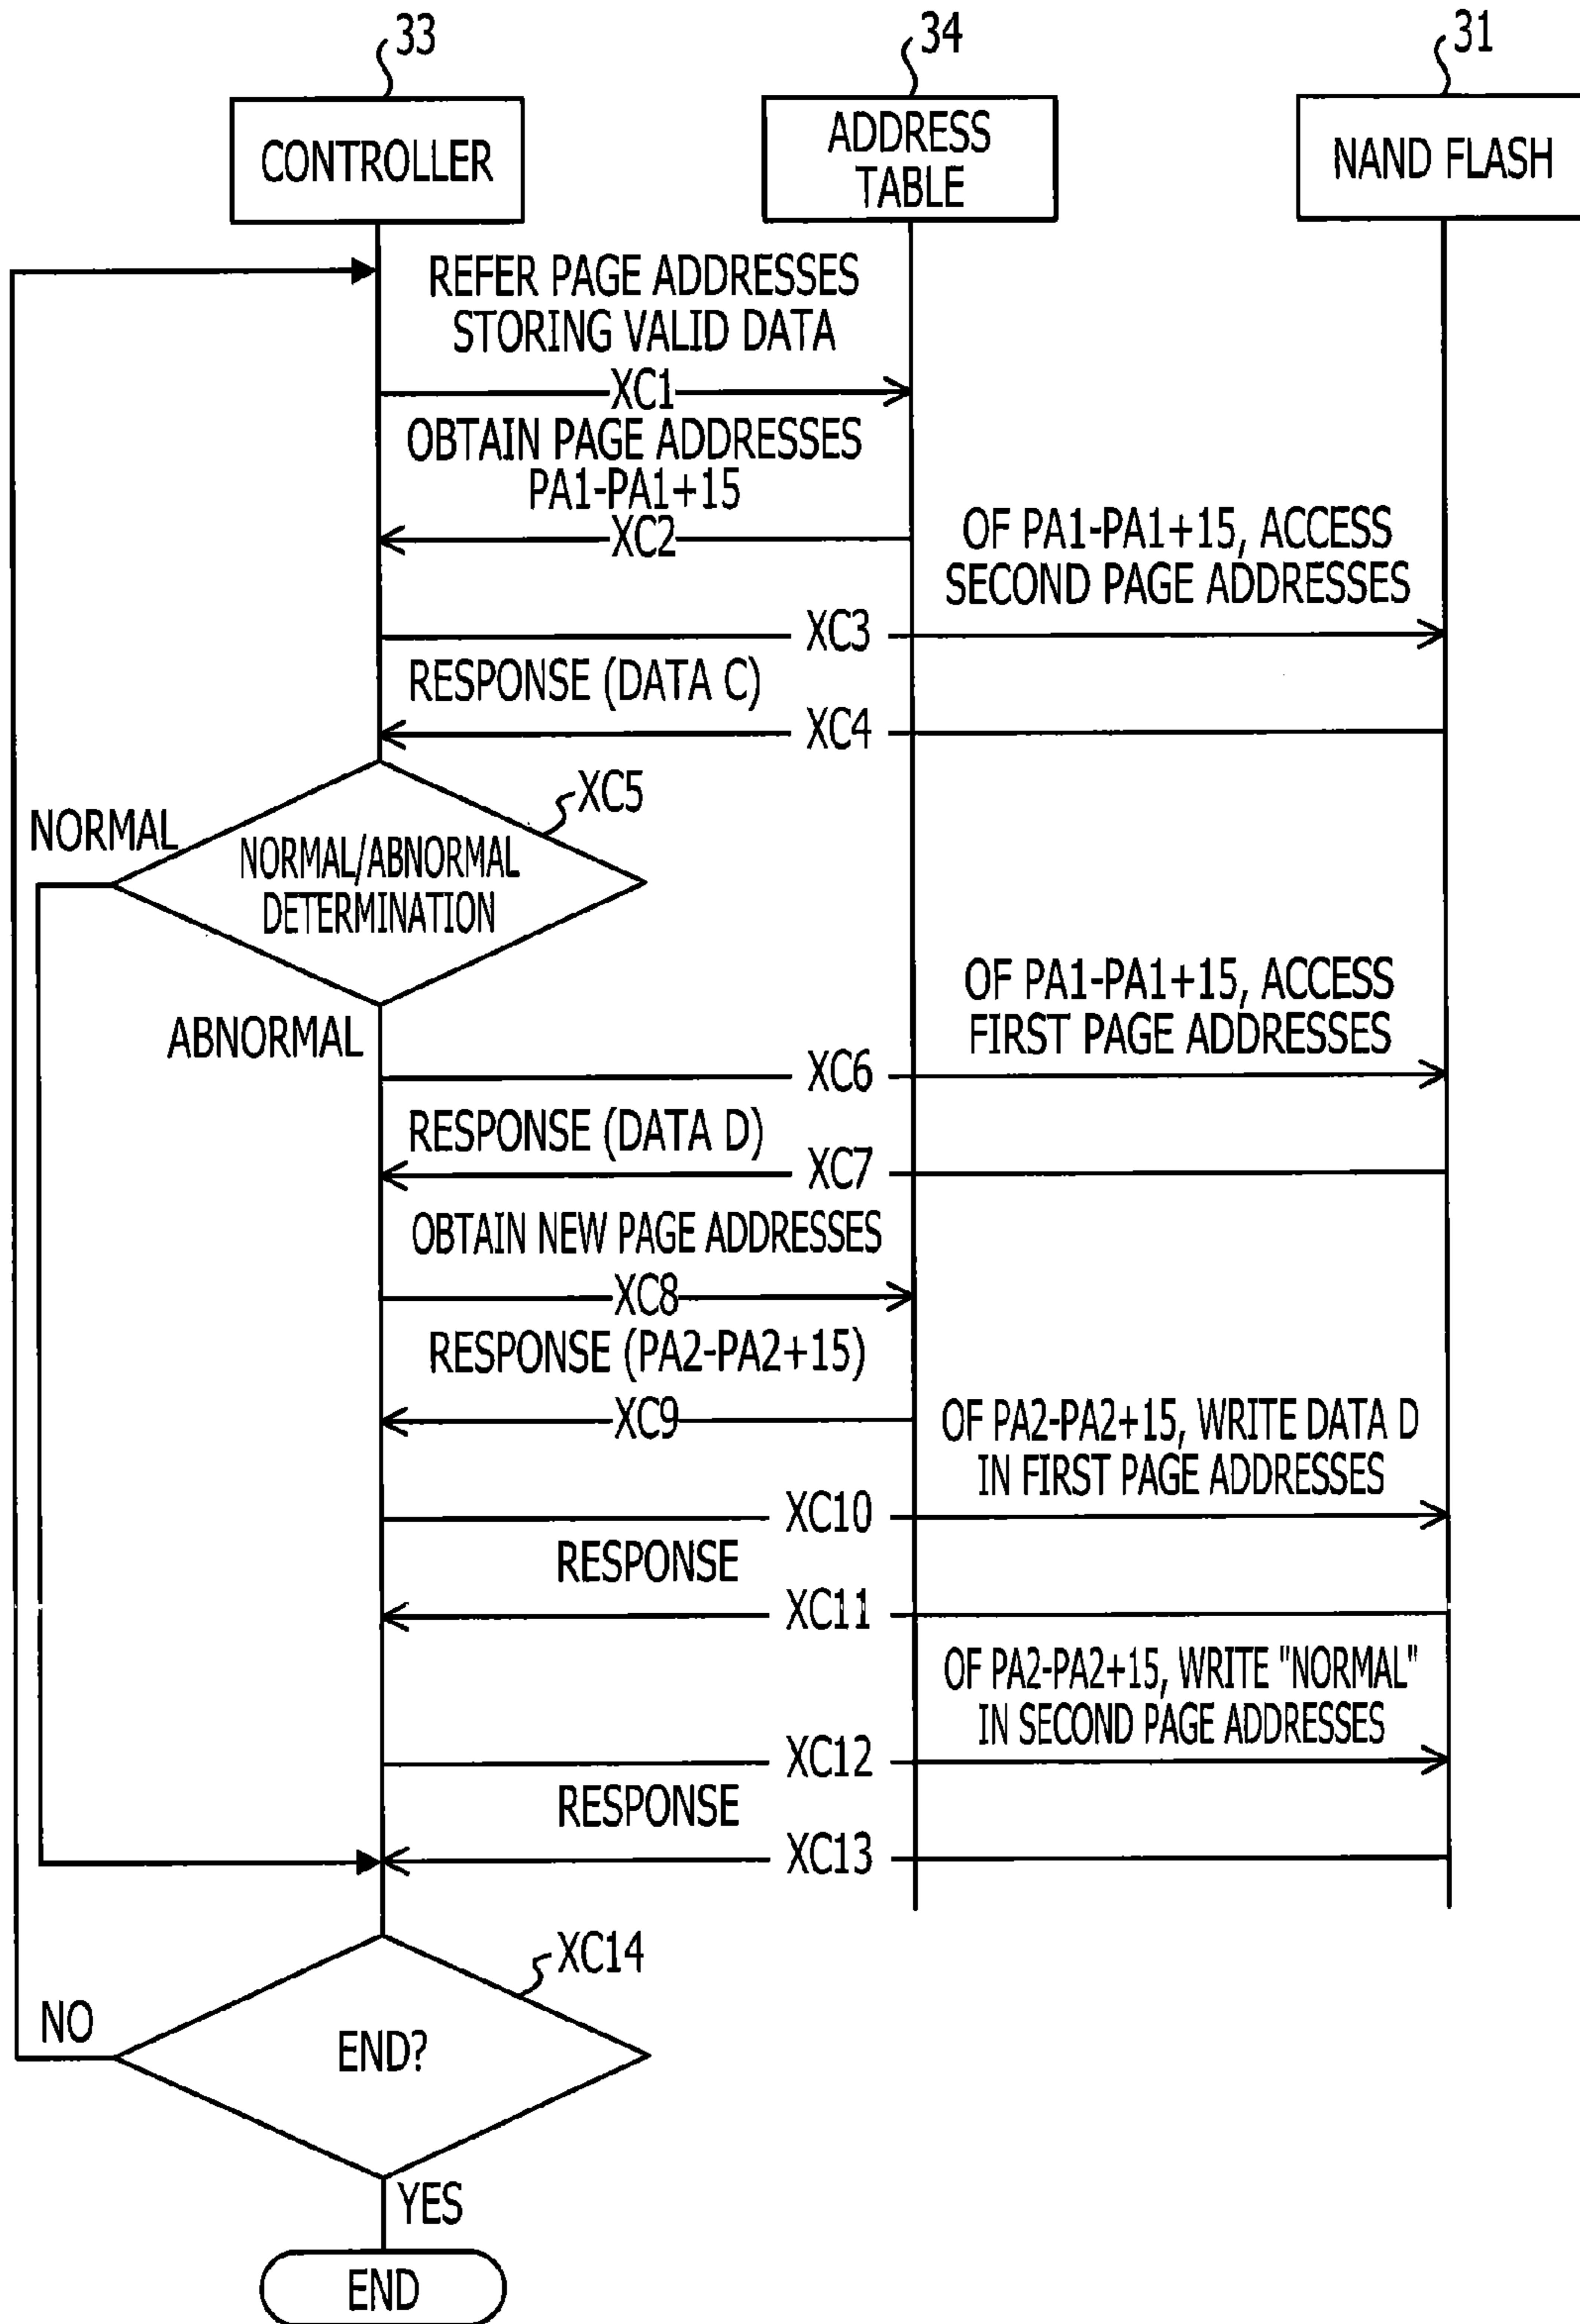 33
34
31
CONTROLLER
ADDRESS
TABLE
NAND FLASH
REFER PAGE ADDRESSES
STORING VALID DATA
XC1
OBTAIN PAGE ADDRESSES
PA1-PA1+15
XC2
OF PA1-PA1+15, ACCESS
SECOND PAGE ADDRESSES
XC3
RESPONSE (DATA C)
XC4
XC5
NORMAL
NORMAL/ABNORMAL
DETERMINATION
ABNORMAL
OF PA1-PA1+15, ACCESS
FIRST PAGE ADDRESSES
XC6
RESPONSE (DATA D)
XC7
OBTAIN NEW PAGE ADDRESSES
XC8
RESPONSE (PA2-PA2+15)
XC9
OF PA2-PA2+15, WRITE DATA D
IN FIRST PAGE ADDRESSES
XC10
RESPONSE
XC11
OF PA2-PA2+15, WRITE "NORMAL"
IN SECOND PAGE ADDRESSES
XC12
RESPONSE
XC13
XC14
NO
END?
YES
END